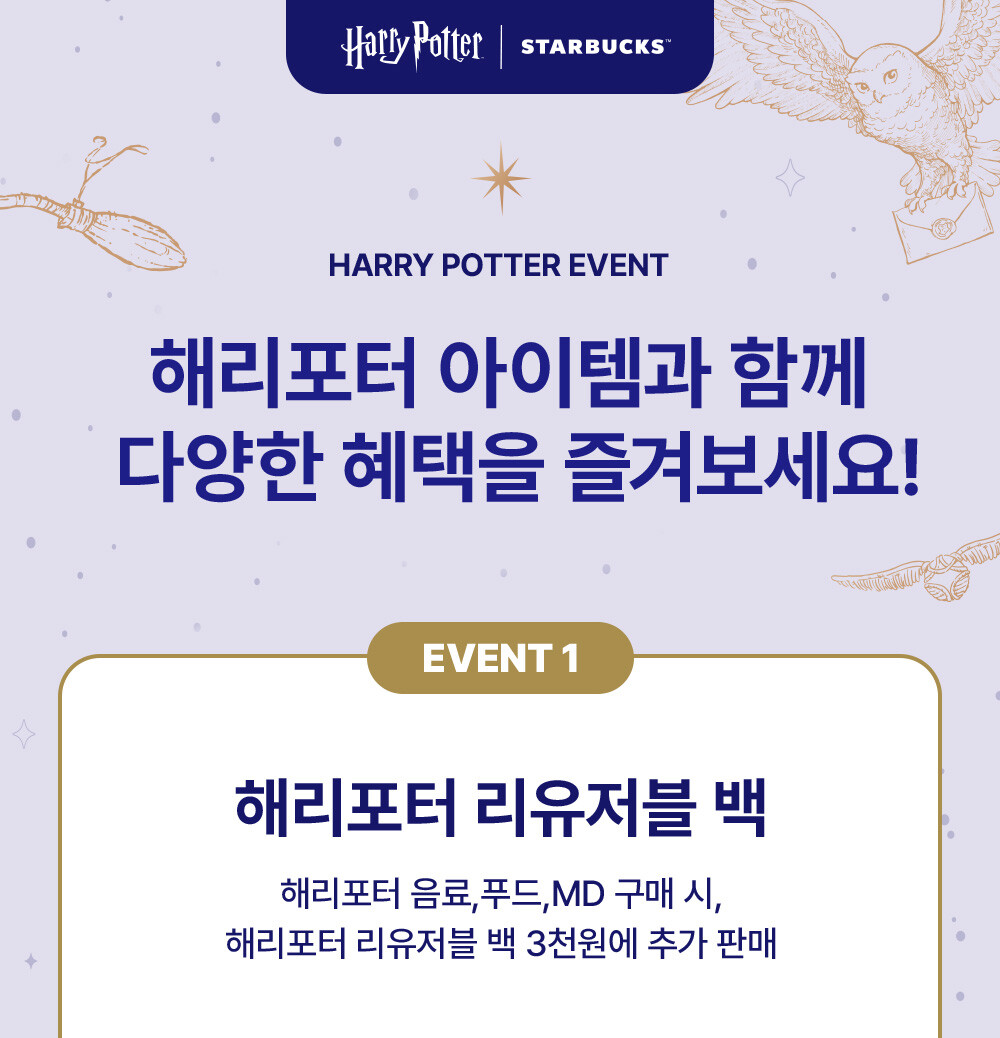 Harry Potter | STARBUCKS™
HARRY POTTER EVENT
해리포터 아이템과 함께
다양한 혜택을 즐겨보세요!
EVENT 1
해리포터 리유저블 백
해리포터 음료,푸드,MD 구매 시,
해리포터 리유저블 백 3천원에 추가 판매